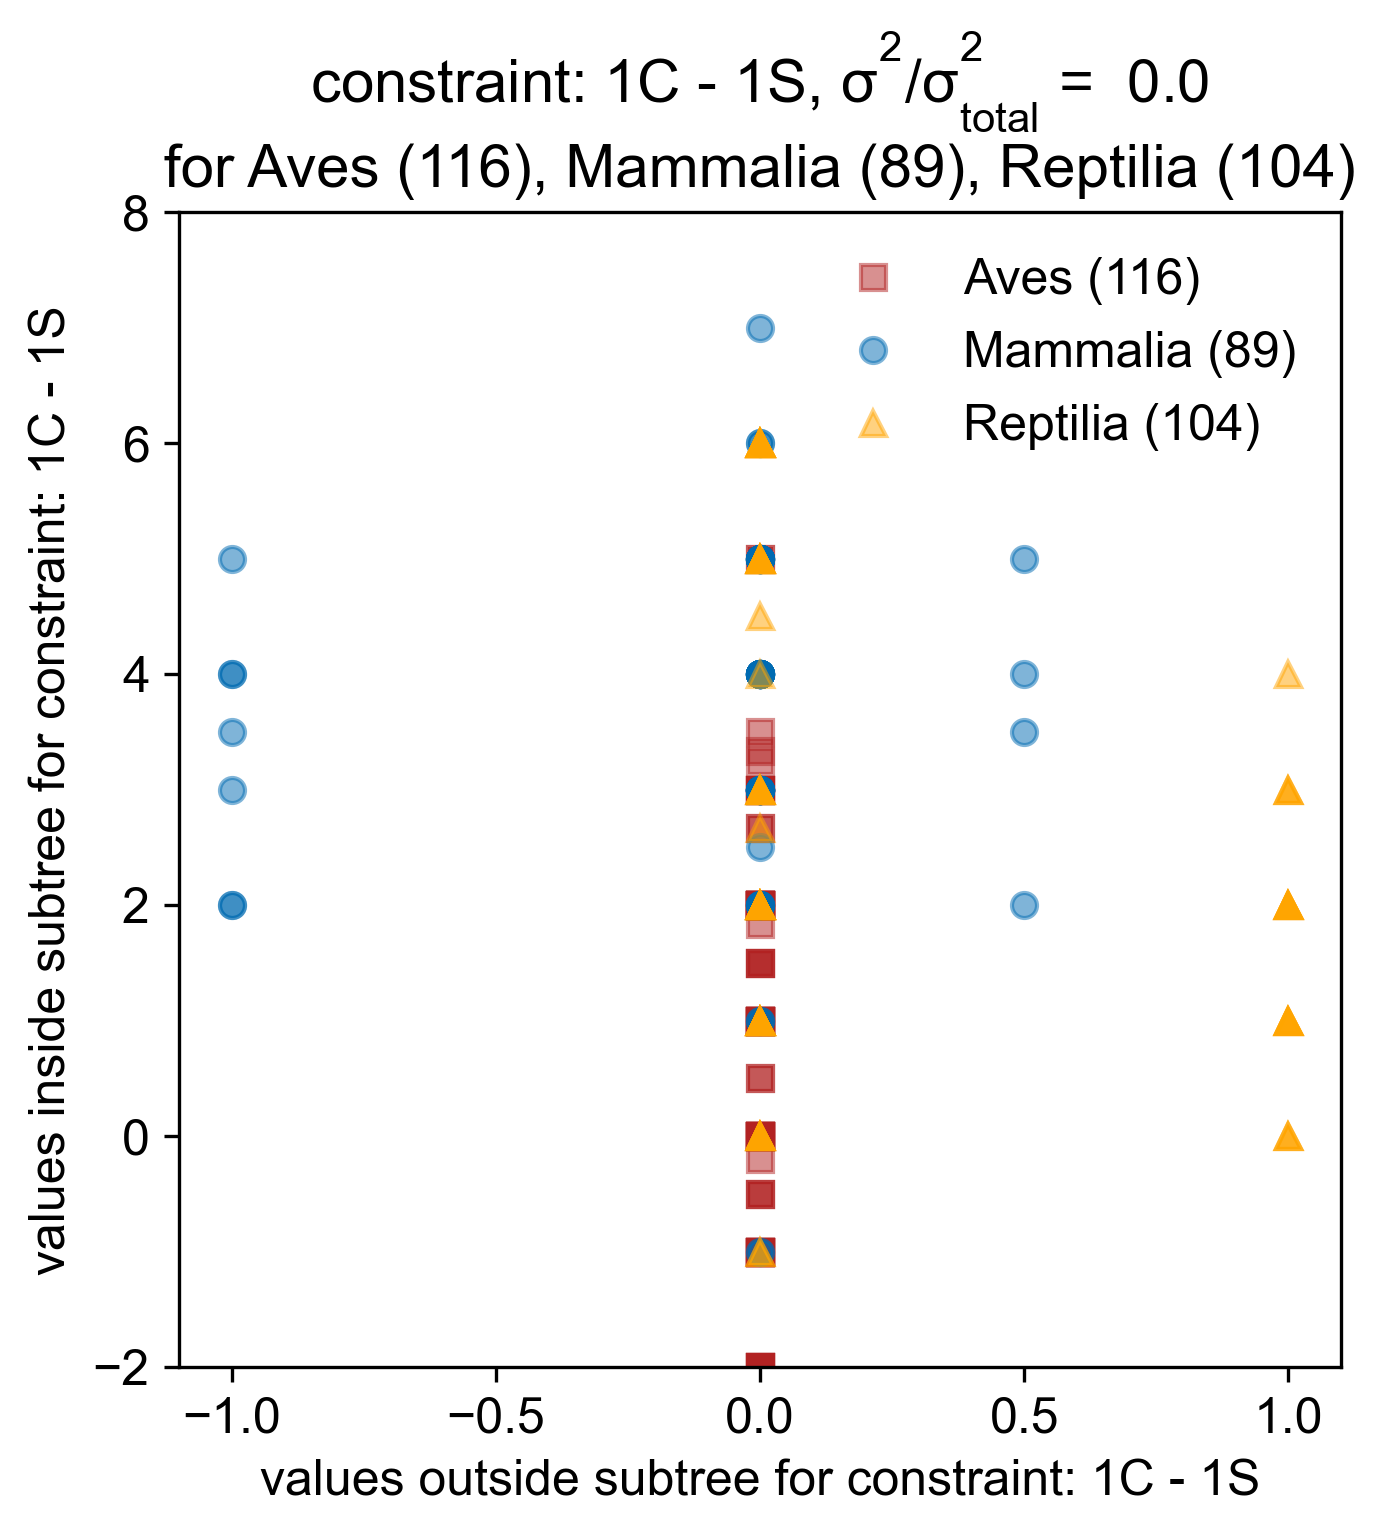 constraint: 1C - 1S, σ²/σ²total = 0.0
for Aves (116), Mammalia (89), Reptilia (104)
8
6
4
2
0
−2
values inside subtree for constraint: 1C - 1S
Aves (116)
Mammalia (89)
Reptilia (104)
−1.0 −0.5 0.0 0.5 1.0
values outside subtree for constraint: 1C - 1S